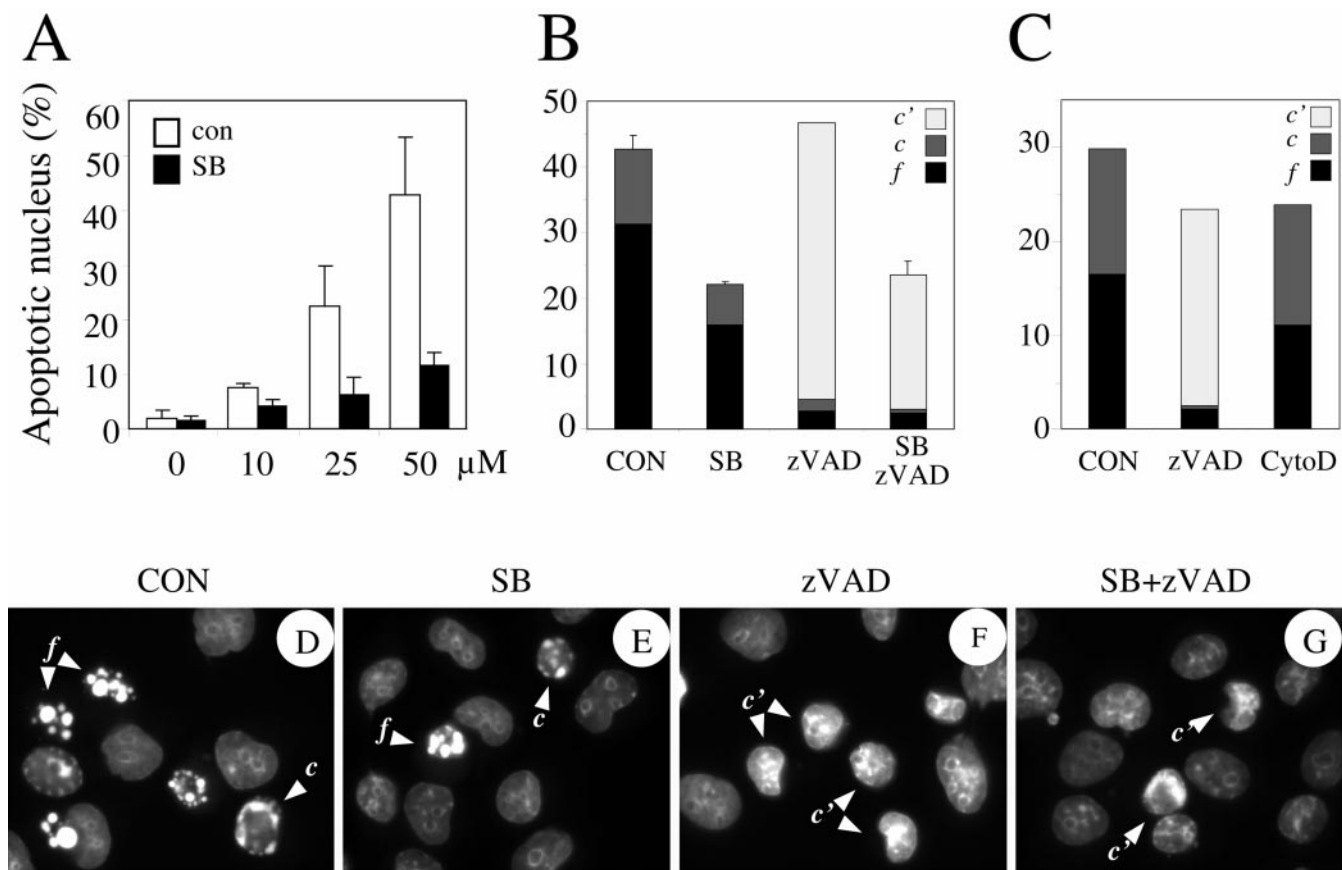 A
B
C
Apoptotic nucleus (%)
60
50
40
30
20
10
0
con
SB
0 10 25 50 µM
50
40
30
20
10
0
c'
c
f
CON SB zVAD SB
zVAD
30
20
10
0
c'
c
f
CON zVAD CytoD
CON
SB
zVAD
SB+zVAD
D
f
c
E
c
f
F
c'
c'
G
c'
c'